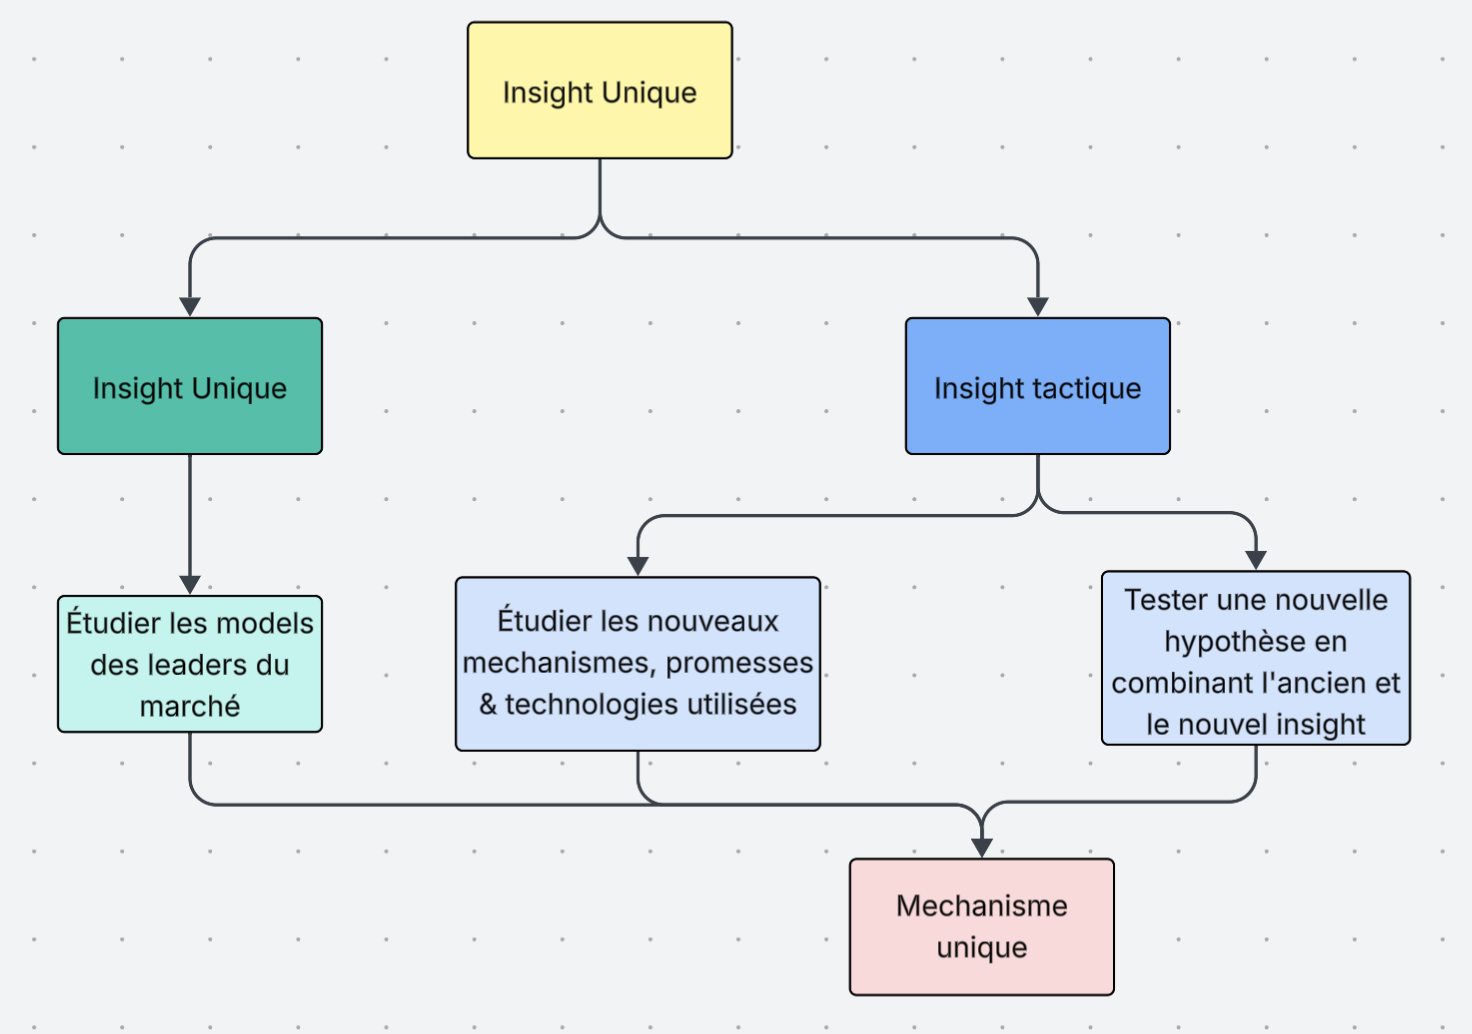 Insight Unique
Insight Unique
Insight tactique
Étudier les models
des leaders du
marché
Étudier les nouveaux
mechanismes, promesses
& technologies utilisées
Tester une nouvelle
hypothèse en
combinant l'ancien et
le nouvel insight
Mechanisme
unique